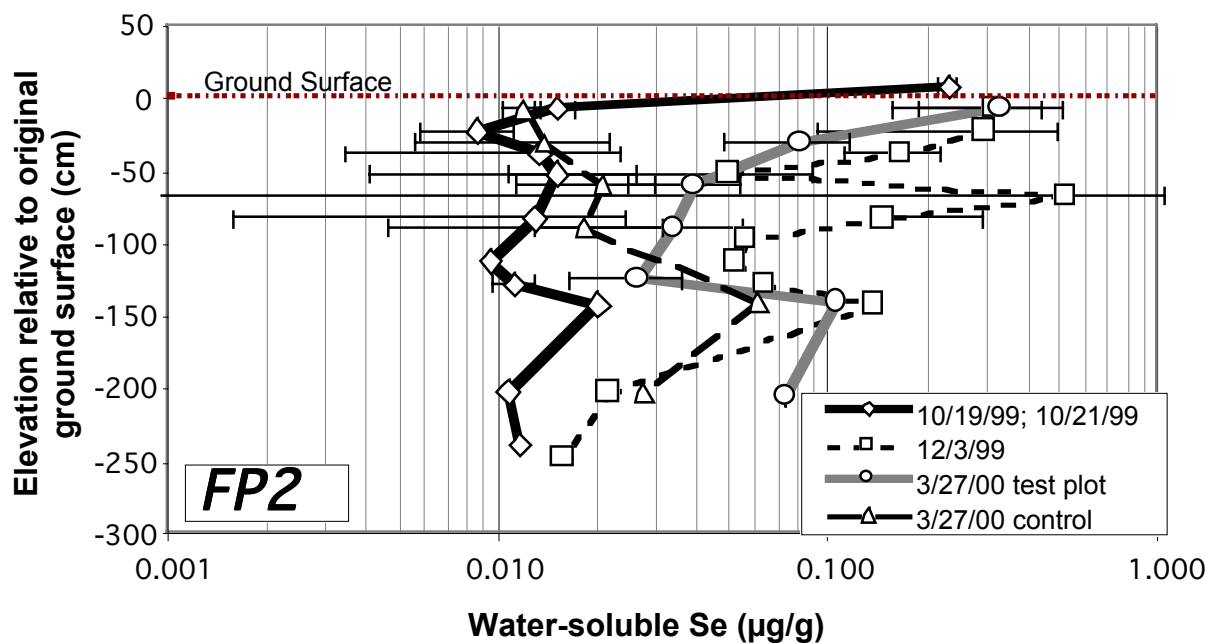 Elevation relative to original
ground surface (cm)
50
0
-50
-100
-150
-200
-250
-300
Ground Surface
FP2
10/19/99; 10/21/99
12/3/99
3/27/00 test plot
3/27/00 control
0.001
0.010
0.100
1.000
Water-soluble Se (µg/g)